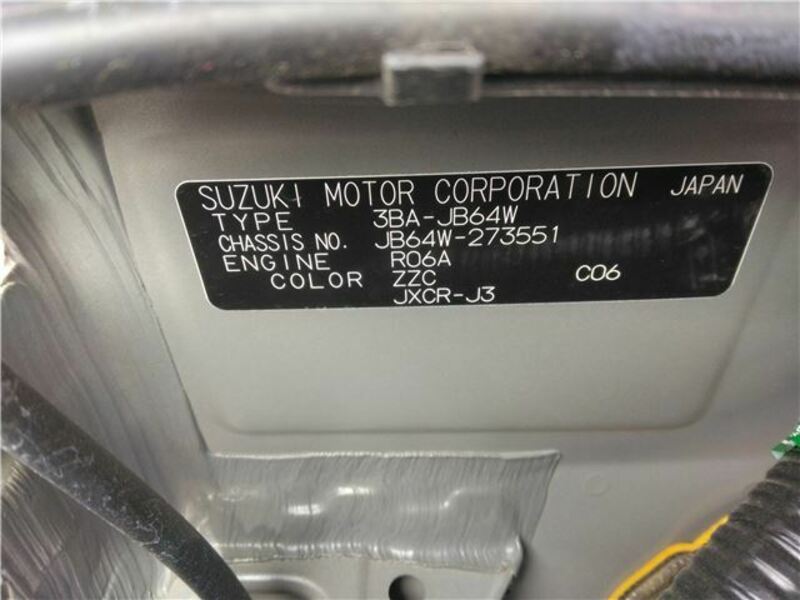 SUZUKI MOTOR CORPORATION JAPAN
TYPE 3BA-JB64W
CHASSIS NO. JB64W-273551
ENGINE R06A
COLOR ZZC C06
JXCR-J3